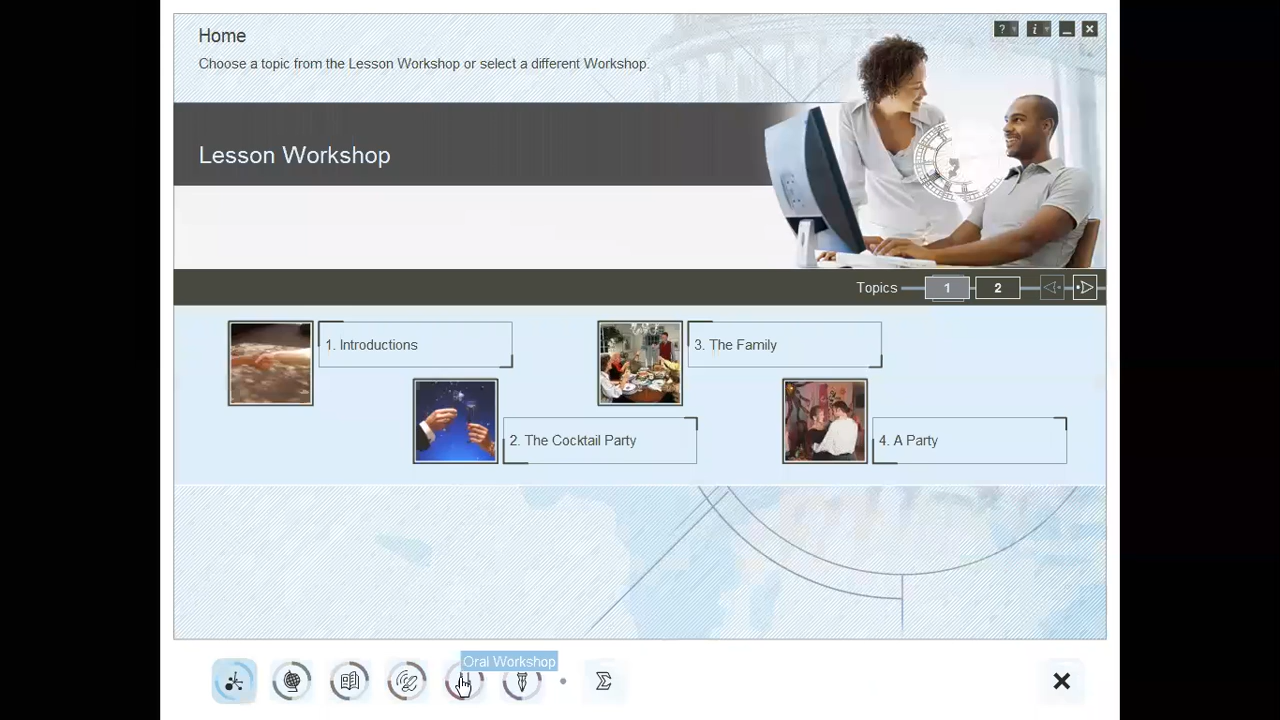 Home
Choose a topic from the Lesson Workshop or select a different Workshop.
? i
Lesson Workshop
Topics 1 2
1. Introductions
3. The Family
2. The Cocktail Party
4. A Party
Oral Workshop
Σ